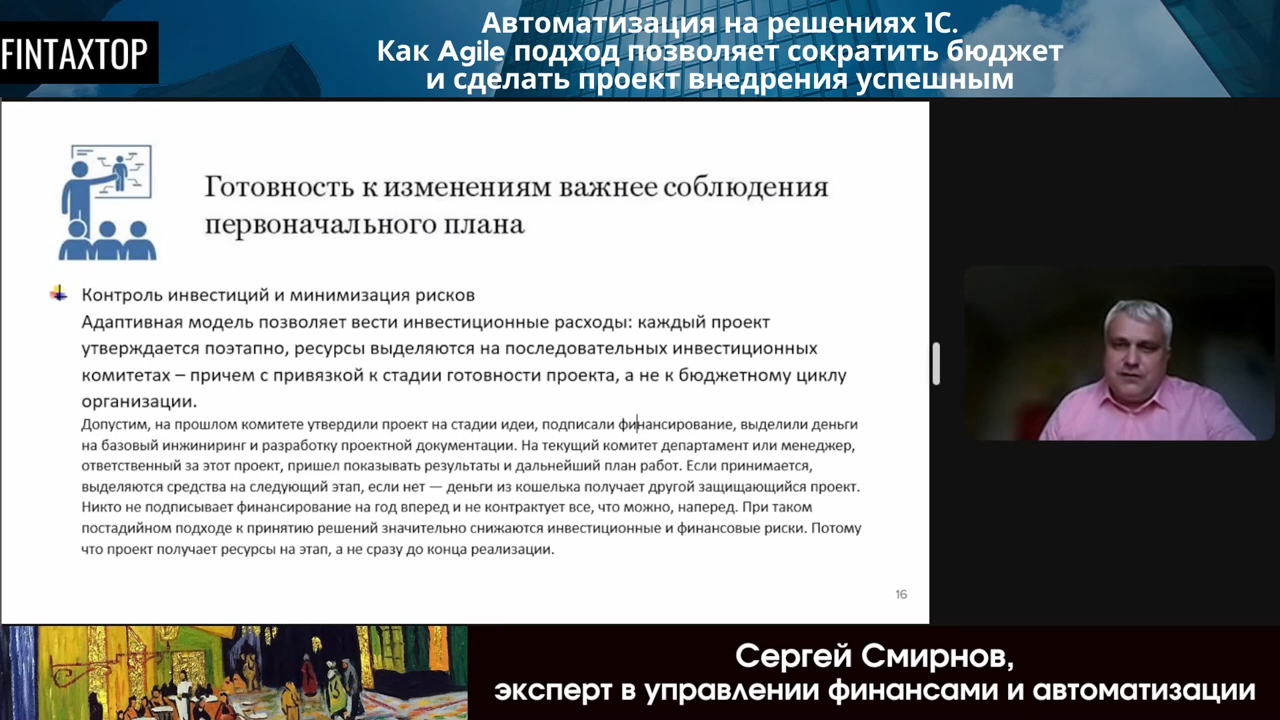 FINTAXTOP
Автоматизация на решениях 1С.
Как Agile подход позволяет сократить бюджет
и сделать проект внедрения успешным
Готовность к изменениям важнее соблюдения
первоначального плана
Контроль инвестиций и минимизация рисков
Адаптивная модель позволяет вести инвестиционные расходы: каждый проект
утверждается поэтапно, ресурсы выделяются на последовательных инвестиционных
комитетах – причем с привязкой к стадии готовности проекта, а не к бюджетному циклу
организации.
Допустим, на прошлом комитете утвердили проект на стадии идеи, подписали финансирование, выделили деньги
на базовый инжиниринг и разработку проектной документации. На текущий комитет департамент или менеджер,
ответственный за этот проект, пришел показывать результаты и дальнейший план работ. Если принимается,
выделяются средства на следующий этап, если нет — деньги из кошелька получает другой защищающийся проект.
Никто не подписывает финансирование на год вперед и не контрактует все, что можно, наперед. При таком
постадийном подходе к принятию решений значительно снижаются инвестиционные и финансовые риски. Потому
что проект получает ресурсы на этап, а не сразу до конца реализации.
16
Сергей Смирнов,
эксперт в управлении финансами и автоматизации